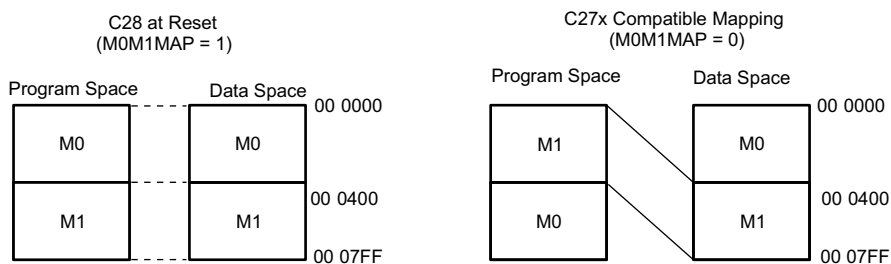 C28 at Reset
(M0M1MAP = 1)
Program Space
Data Space
00 0000
M0
M0
00 0400
M1
M1
00 07FF
C27x Compatible Mapping
(M0M1MAP = 0)
Program Space
Data Space
00 0000
M1
M0
00 0400
M0
M1
00 07FF